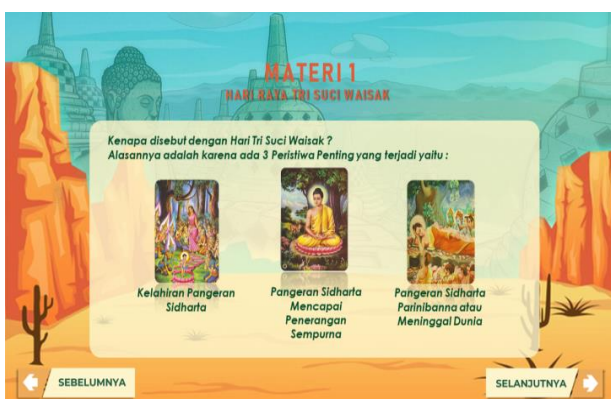 MATERI 1
HARI RAYA TRI SUCI WAISAK
Kenapa disebut dengan Hari Tri Suci Waisak ?
Alasannya adalah karena ada 3 Peristiwa Penting yang terjadi yaitu :
Kelahiran Pangeran
Sidharta
Pangeran Sidharta
Mencapai
Penerangan
Sempurna
Pangeran Sidharta
Parinibanna atau
Meninggal Dunia
SEBELUMNYA
SELANJUTNYA